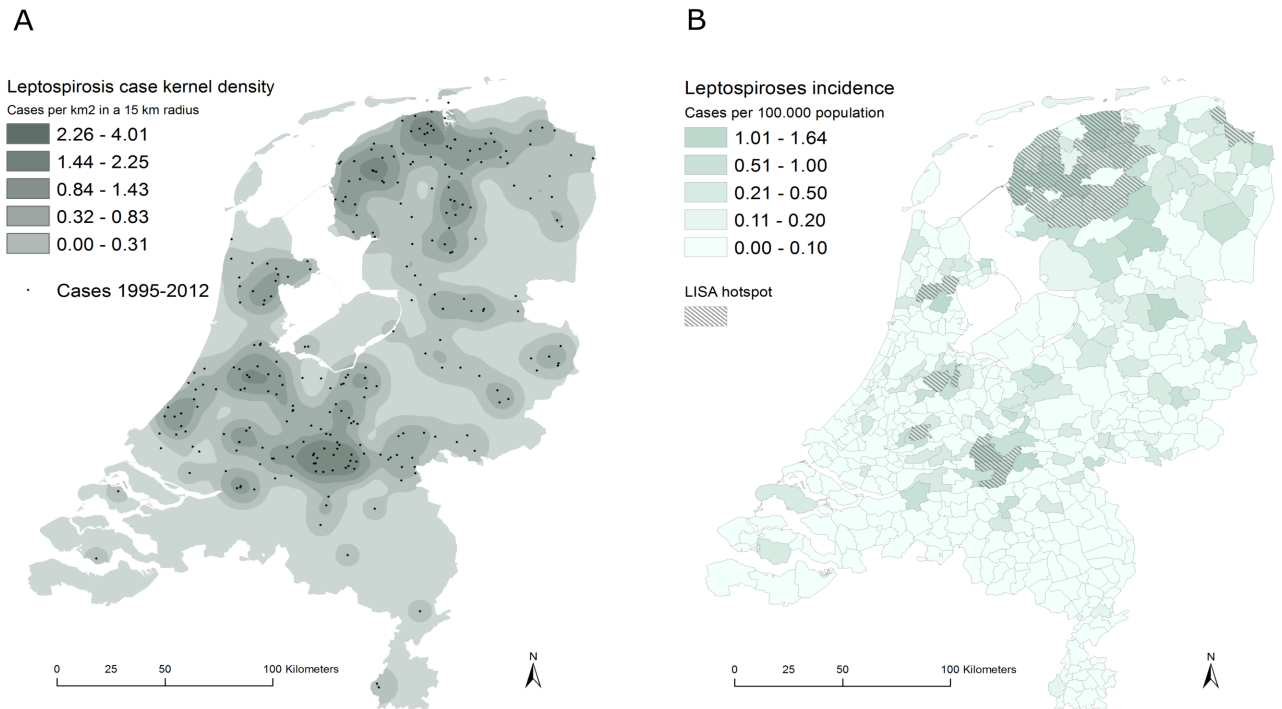 A
Leptospirosis case kernel density
Cases per km2 in a 15 km radius
2.26 - 4.01
1.44 - 2.25
0.84 - 1.43
0.32 - 0.83
0.00 - 0.31
Cases 1995-2012
0 25 50 100 Kilometers
N
B
Leptospiroses incidence
Cases per 100.000 population
1.01 - 1.64
0.51 - 1.00
0.21 - 0.50
0.11 - 0.20
0.00 - 0.10
LISA hotspot
0 25 50 100 Kilometers
N